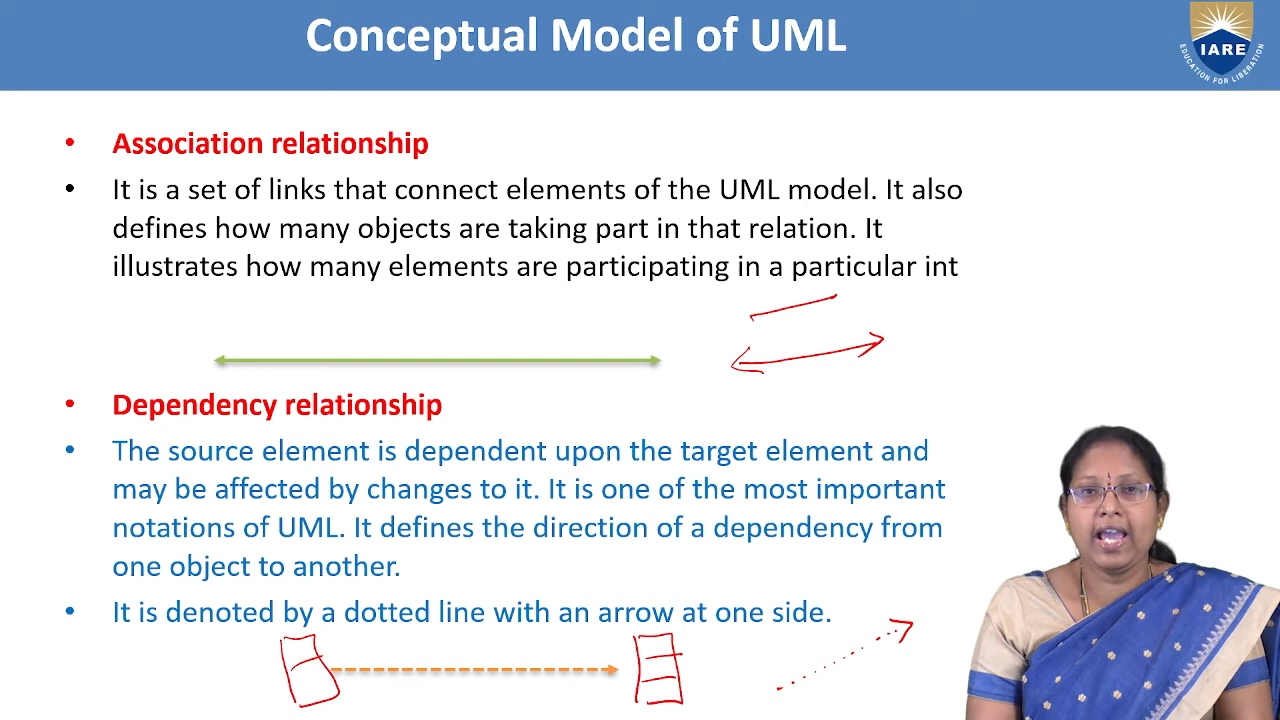 Conceptual Model of UML
IARE
EDUCATION FOR LIBERATION
• Association relationship
• It is a set of links that connect elements of the UML model. It also
defines how many objects are taking part in that relation. It
illustrates how many elements are participating in a particular int
• Dependency relationship
• The source element is dependent upon the target element and
may be affected by changes to it. It is one of the most important
notations of UML. It defines the direction of a dependency from
one object to another.
• It is denoted by a dotted line with an arrow at one side.